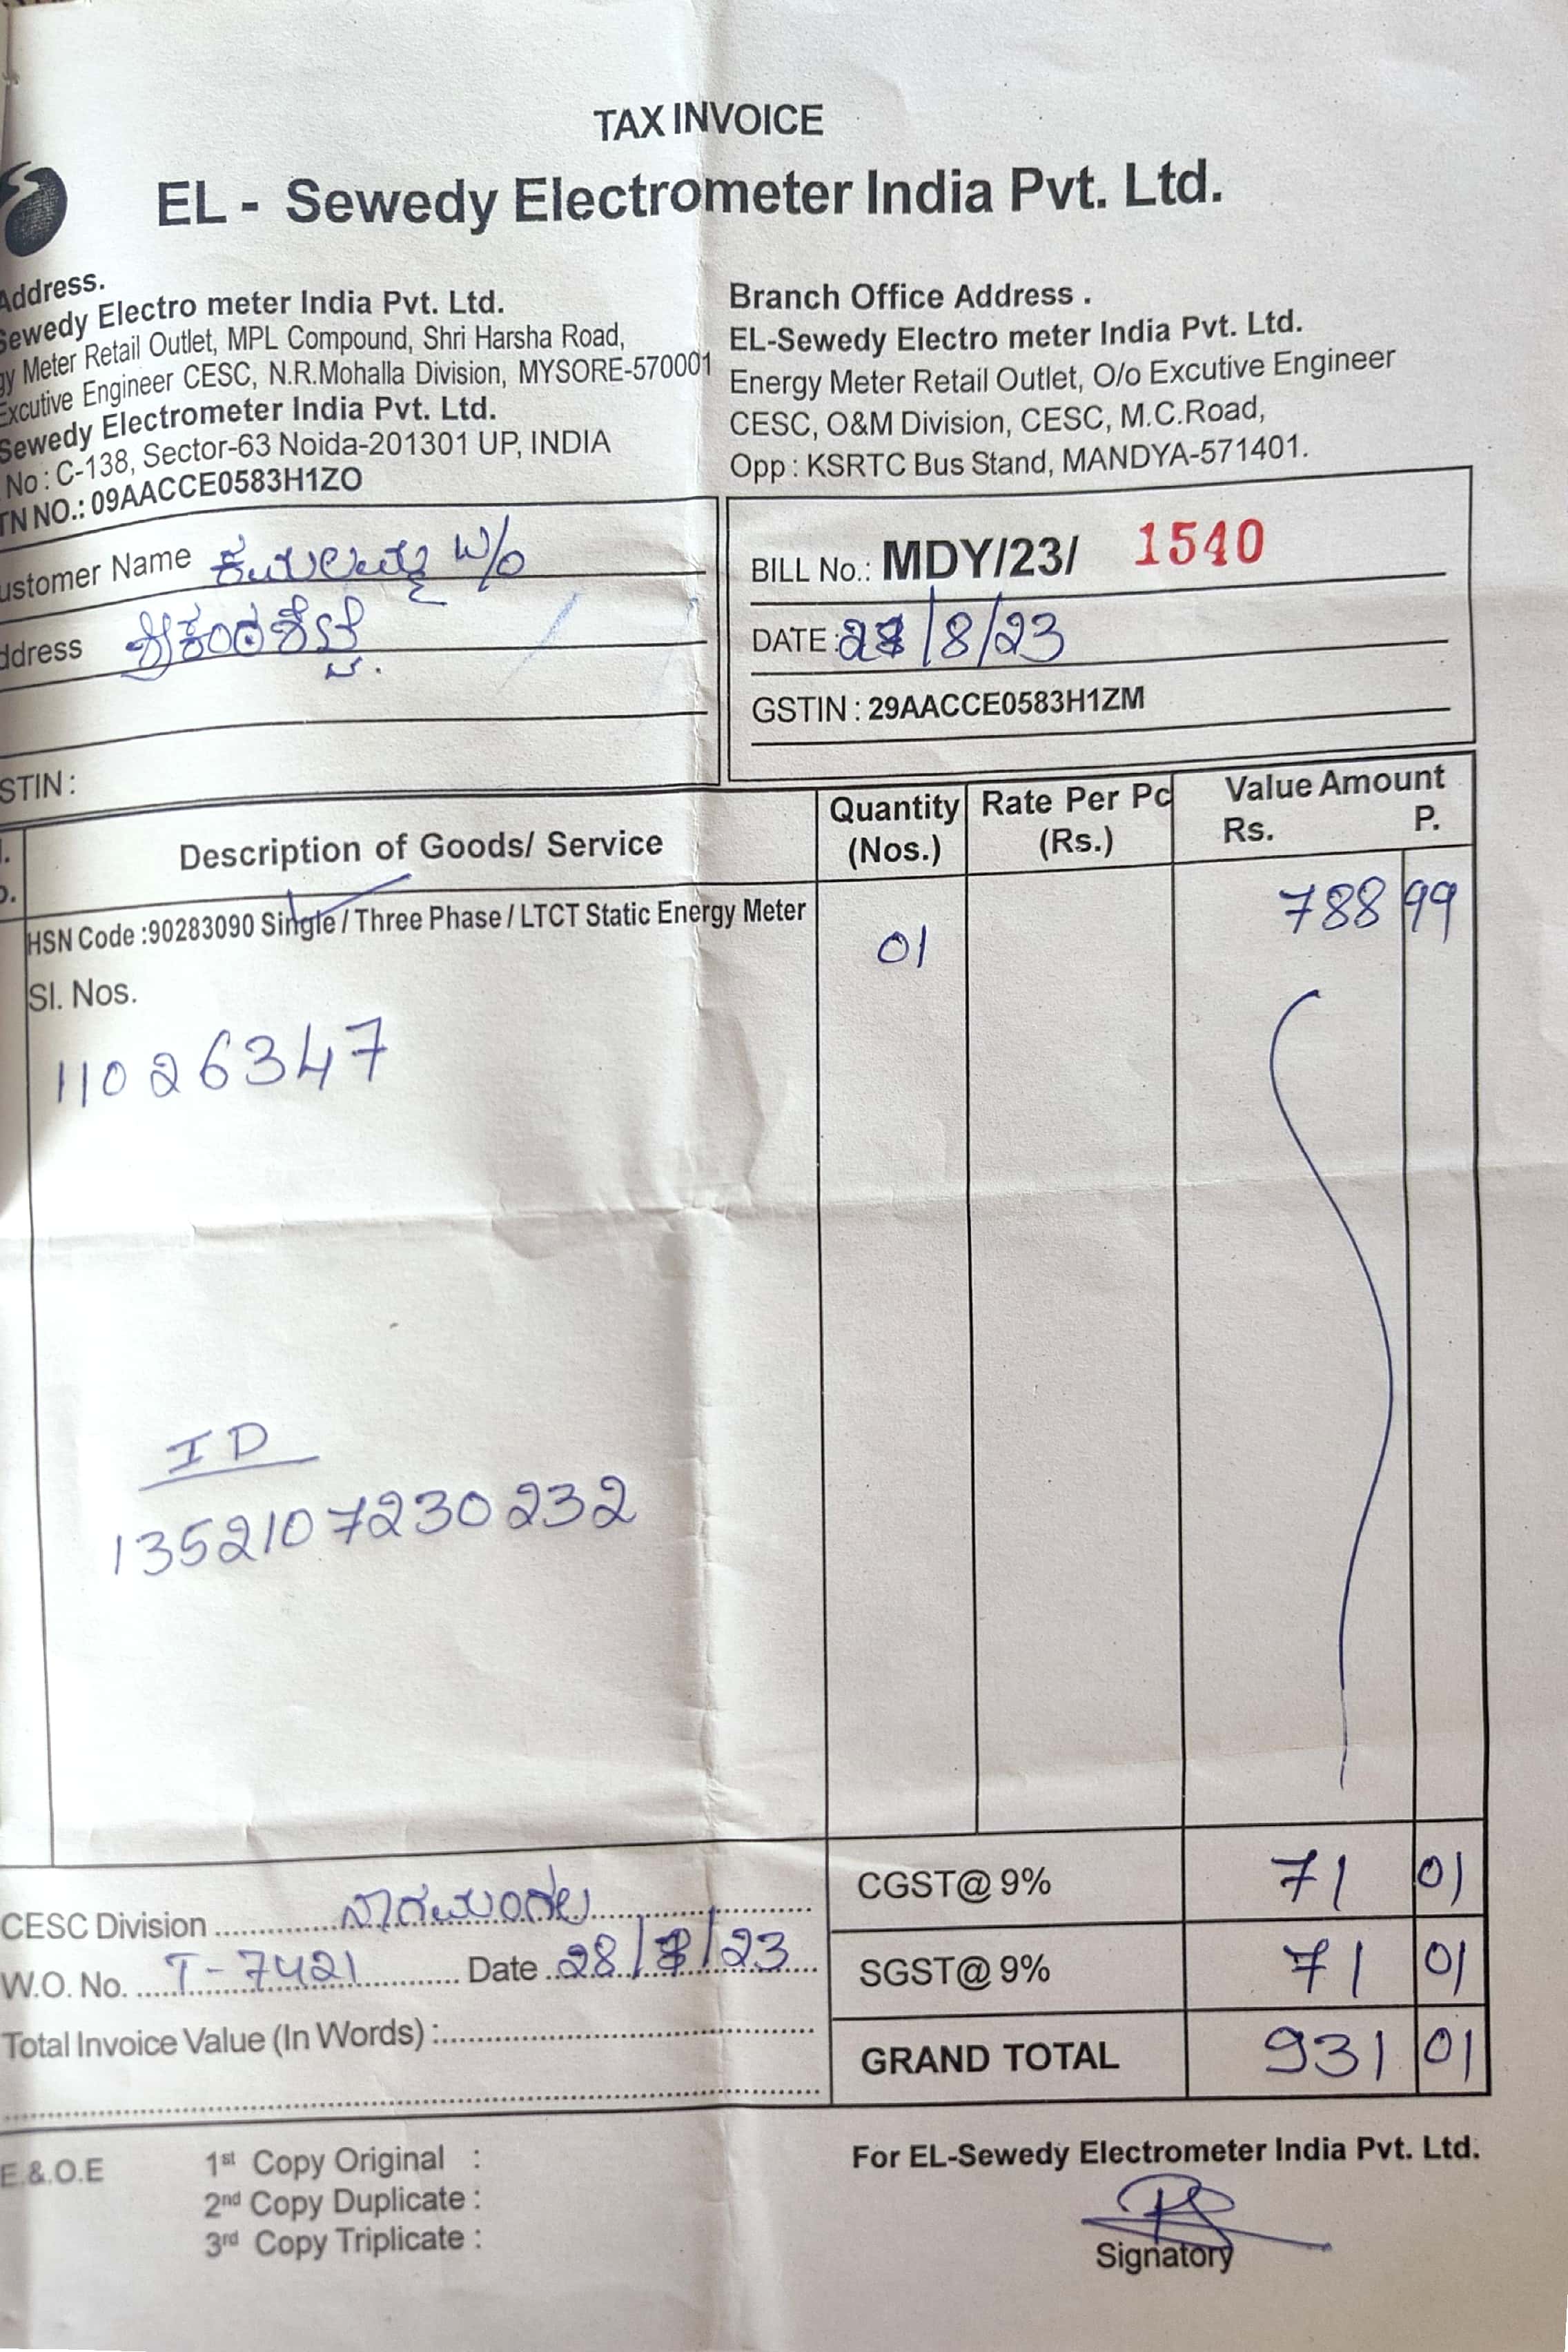 TAX INVOICE
EL - Sewedy Electrometer India Pvt. Ltd.
Address.
Sewedy Electro meter India Pvt. Ltd.
gy Meter Retail Outlet, MPL Compound, Shri Harsha Road,
Excutive Engineer CESC, N.R.Mohalla Division, MYSORE-570001
Sewedy Electrometer India Pvt. Ltd.
No : C-138, Sector-63 Noida-201301 UP, INDIA
TN NO.: 09AACCE0583H1ZO
Branch Office Address .
EL-Sewedy Electro meter India Pvt. Ltd.
Energy Meter Retail Outlet, O/o Excutive Engineer
CESC, O&M Division, CESC, M.C.Road,
Opp : KSRTC Bus Stand, MANDYA-571401.
ustomer Name W/o
ddress
STIN :
BILL No.: MDY/23/ 1540
DATE : /8/23
GSTIN : 29AACCE0583H1ZM
Description of Goods/ Service Quantity (Nos.) Rate Per Pc (Rs.) Value Amount Rs. P.
HSN Code :90283090 Single / Three Phase / LTCT Static Energy Meter 01 788 99
Sl. Nos.
11026347
ID
1352107230232
CGST@ 9% 71 01
CESC Division ನಾಗಮಂಗಲ
W.O. No. T-7421 Date 28/ /23
SGST@ 9% 71 01
Total Invoice Value (In Words) :
GRAND TOTAL 931 01
E.&.O.E
1st Copy Original :
2nd Copy Duplicate :
3rd Copy Triplicate :
For EL-Sewedy Electrometer India Pvt. Ltd.
Signatory